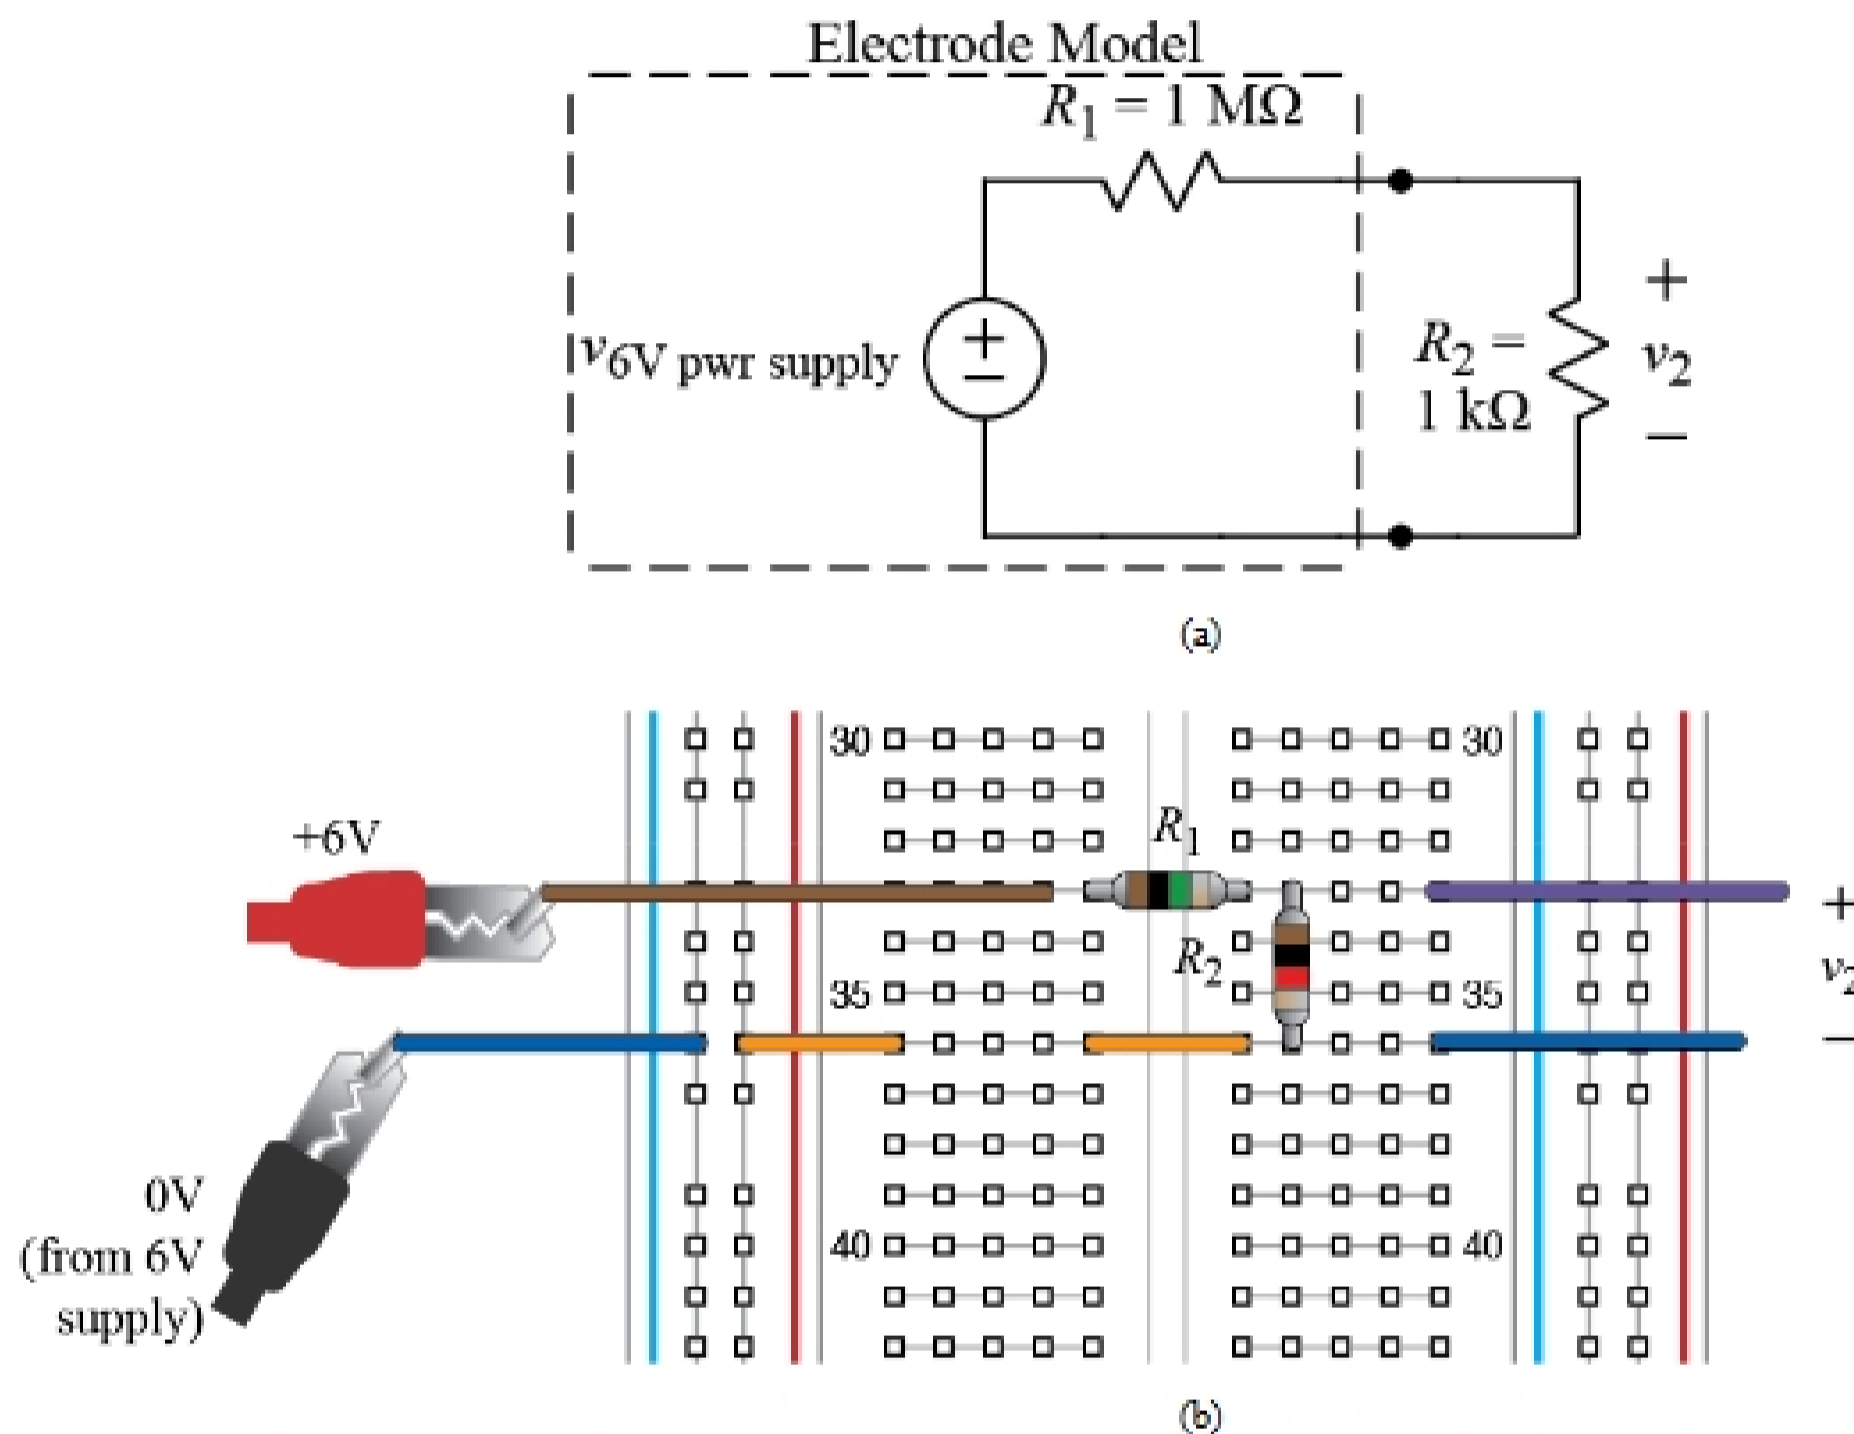 Electrode Model
R1 = 1 MΩ
+
v6V pwr supply
+
−
R2 =
1 kΩ
v2
−
(a)
30
30
+6V
R1
+
R2
v2
35
35
−
0V
(from 6V
supply)
40
40
(b)